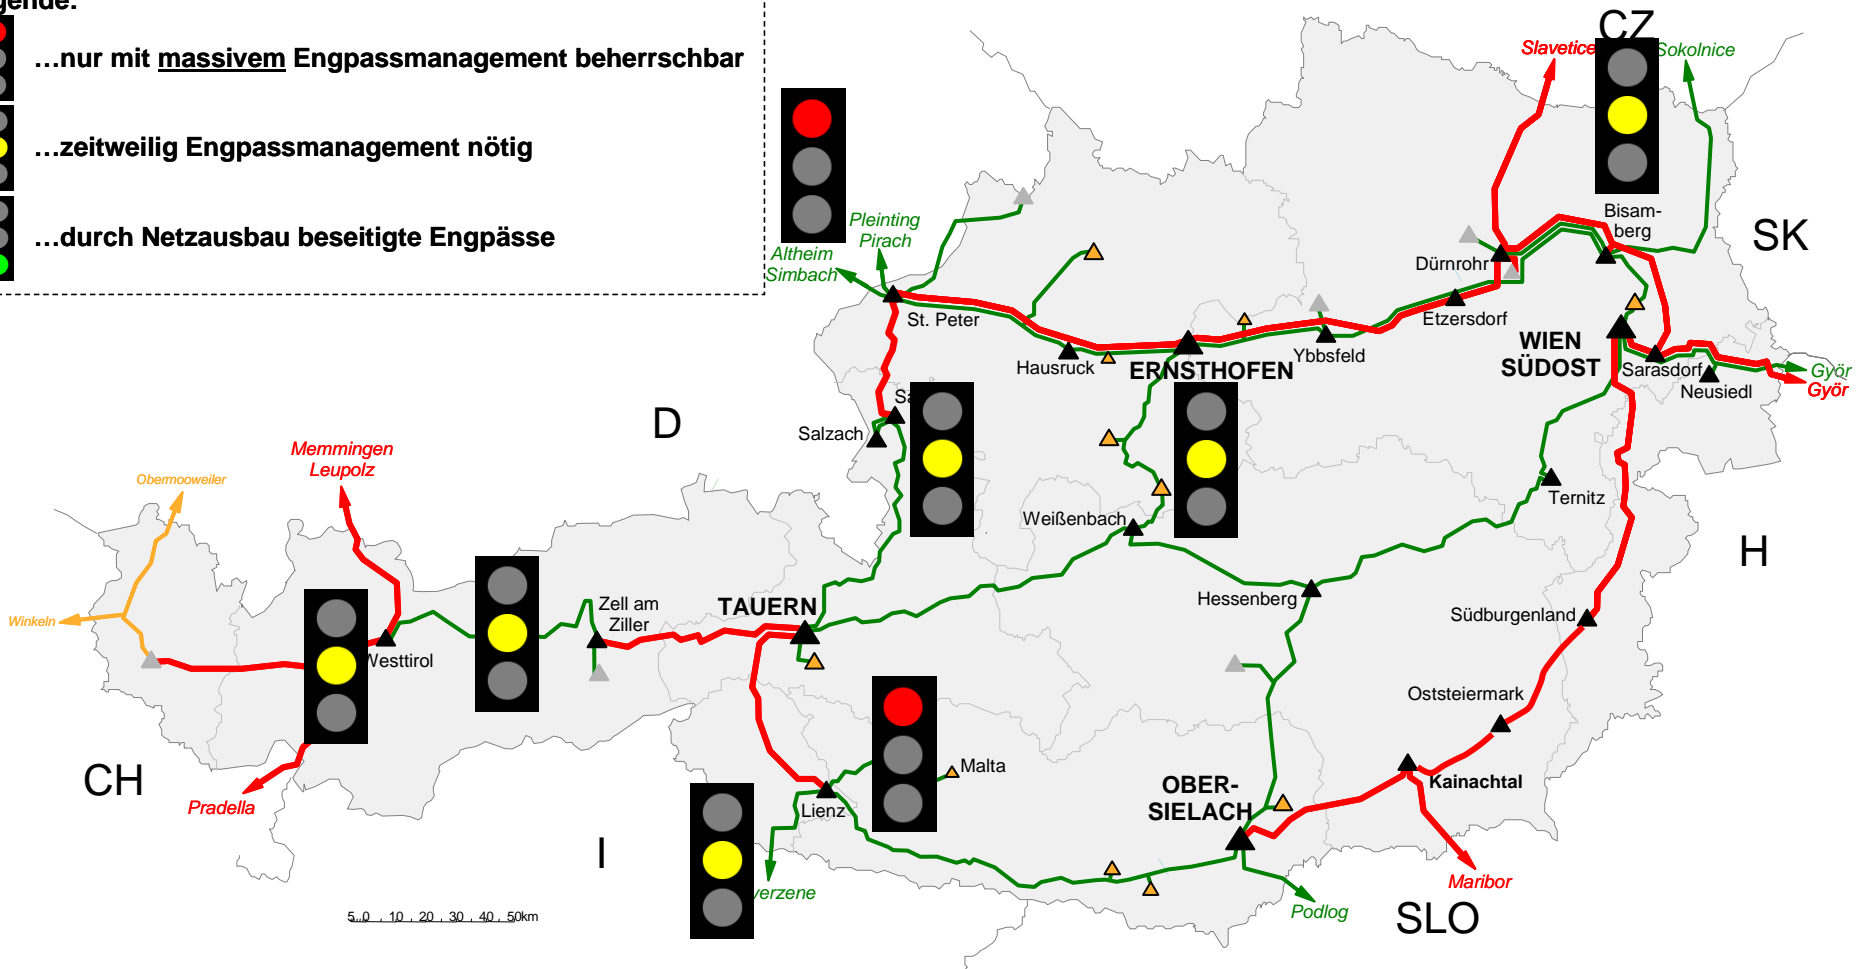 …nur mit massivem Engpassmanagement beherrschbar
…zeitweilig Engpassmanagement nötig
…durch Netzausbau beseitigte Engpässe
CZ
Slavetice
Sokolnice
Pleinting
Pirach
Altheim
Simbach
Bisam-
berg
SK
Dürnrohr
St. Peter
Etzersdorf
WIEN
SÜDOST
Hausruck
ERNSTHOFEN
Ybbsfeld
Sarasdorf
Neusiedl
Györ
Györ
D
Salzach
Memmingen
Leupolz
Obermooweiler
Ternitz
Weißenbach
H
Winkeln
Zell am
Ziller
TAUERN
Hessenberg
Südburgenland
Westtirol
Oststeiermark
CH
Pradella
Malta
Lienz
OBER-
SIELACH
Kainachtal
I
Maribor
Podlog
SLO
5 0 10 20 30 40 50km